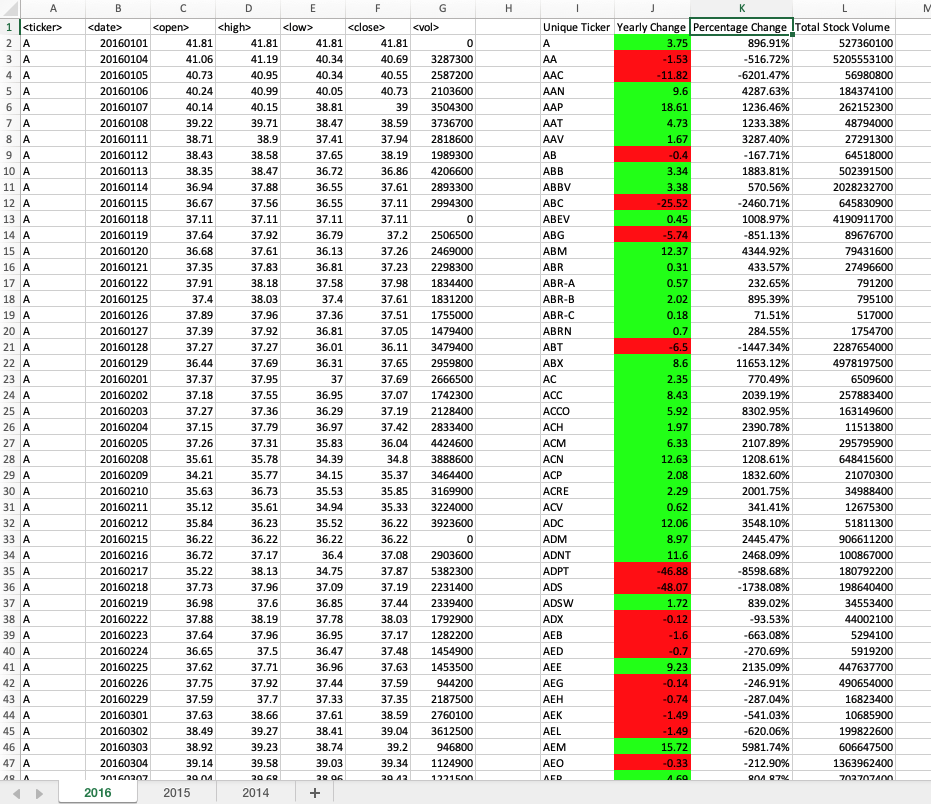 A B C D E F G H I J K L M
1 <ticker> <date> <open> <high> <low> <close> <vol> Unique Ticker Yearly Change Percentage Change Total Stock Volume
2 A 20160101 41.81 41.81 41.81 41.81 0 A 3.75 896.91% 527360100
3 A 20160104 41.06 41.19 40.34 40.69 3287300 AA -1.53 -516.72% 5205553100
4 A 20160105 40.73 40.95 40.34 40.55 2587200 AAC -11.82 -6201.47% 56980800
5 A 20160106 40.24 40.99 40.05 40.73 2103600 AAN 9.6 4287.63% 184374100
6 A 20160107 40.14 40.15 38.81 39 3504300 AAP 18.61 1236.46% 262152300
7 A 20160108 39.22 39.71 38.47 38.59 3736700 AAT 4.73 1233.38% 48794000
8 A 20160111 38.71 38.9 37.41 37.94 2818600 AAV 1.67 3287.40% 27291300
9 A 20160112 38.43 38.58 37.65 38.19 1989300 AB -0.4 -167.71% 64518000
10 A 20160113 38.35 38.47 36.72 36.86 4206600 ABB 3.34 1883.81% 502391500
11 A 20160114 36.94 37.88 36.55 37.61 2893300 ABBV 3.38 570.56% 2028232700
12 A 20160115 36.67 37.56 36.55 37.11 2994300 ABC -25.52 -2460.71% 645830900
13 A 20160118 37.11 37.11 37.11 37.11 0 ABEV 0.45 1008.97% 4190911700
14 A 20160119 37.64 37.92 36.79 37.2 2506500 ABG -5.74 -851.13% 89676700
15 A 20160120 36.68 37.61 36.13 37.26 2469000 ABM 12.37 4344.92% 79431600
16 A 20160121 37.35 37.83 36.81 37.23 2298300 ABR 0.31 433.57% 27496600
17 A 20160122 37.91 38.18 37.58 37.98 1834400 ABR-A 0.57 232.65% 791200
18 A 20160125 37.4 38.03 37.4 37.61 1831200 ABR-B 2.02 895.39% 795100
19 A 20160126 37.89 37.96 37.36 37.51 1755000 ABR-C 0.18 71.51% 517000
20 A 20160127 37.39 37.92 36.81 37.05 1479400 ABRN 0.7 284.55% 1754700
21 A 20160128 37.27 37.27 36.01 36.11 3479400 ABT -6.5 -1447.34% 2287654000
22 A 20160129 36.44 37.69 36.31 37.65 2959800 ABX 8.6 11653.12% 4978197500
23 A 20160201 37.37 37.95 37 37.69 2666500 AC 2.35 770.49% 6509600
24 A 20160202 37.18 37.55 36.95 37.07 1742300 ACC 8.43 2039.19% 257883400
25 A 20160203 37.27 37.36 36.29 37.19 2128400 ACCO 5.92 8302.95% 163149600
26 A 20160204 37.15 37.79 36.97 37.42 2833400 ACH 1.97 2390.78% 11513800
27 A 20160205 37.26 37.31 35.83 36.04 4424600 ACM 6.33 2107.89% 295795900
28 A 20160208 35.61 35.78 34.39 34.8 3888600 ACN 12.63 1208.61% 648415600
29 A 20160209 34.21 35.77 34.15 35.37 3464400 ACP 2.08 1832.60% 21070300
30 A 20160210 35.63 36.73 35.53 35.85 3169900 ACRE 2.29 2001.75% 34988400
31 A 20160211 35.12 35.61 34.94 35.33 3224000 ACV 0.62 341.41% 12675300
32 A 20160212 35.84 36.23 35.52 36.22 3923600 ADC 12.06 3548.10% 51811300
33 A 20160215 36.22 36.22 36.22 36.22 0 ADM 8.97 2445.47% 906611200
34 A 20160216 36.72 37.17 36.4 37.08 2903600 ADNT 11.6 2468.09% 100867000
35 A 20160217 35.22 38.13 34.75 37.87 5382300 ADPT -46.88 -8598.68% 180792200
36 A 20160218 37.73 37.96 37.09 37.19 2231400 ADS -48.07 -1738.08% 198640400
37 A 20160219 36.98 37.6 36.85 37.44 2339400 ADSW 1.72 839.02% 34553400
38 A 20160222 37.88 38.19 37.78 38.03 1792900 ADX -0.12 -93.53% 44002100
39 A 20160223 37.64 37.96 36.95 37.17 1282200 AEB -1.6 -663.08% 5294100
40 A 20160224 36.65 37.5 36.47 37.48 1454900 AED -0.7 -270.69% 5919200
41 A 20160225 37.62 37.71 36.96 37.63 1453500 AEE 9.23 2135.09% 447637700
42 A 20160226 37.75 37.92 37.44 37.59 944200 AEG -0.14 -246.91% 490654000
43 A 20160229 37.59 37.7 37.33 37.35 2187500 AEH -0.74 -287.04% 16823400
44 A 20160301 37.63 38.66 37.61 38.59 2760100 AEK -1.49 -541.03% 10685900
45 A 20160302 38.49 39.27 38.41 39.04 3612500 AEL -1.49 -620.06% 199822600
46 A 20160303 38.92 39.23 38.74 39.2 946800 AEM 15.72 5981.74% 606647500
47 A 20160304 39.14 39.58 39.03 39.34 1124900 AEO -0.33 -212.90% 1363962400
48 A 20160307 39.04 39.68 38.96 39.43 1221500 AEP 4.69 804.87% 703707400
2016 2015 2014 +